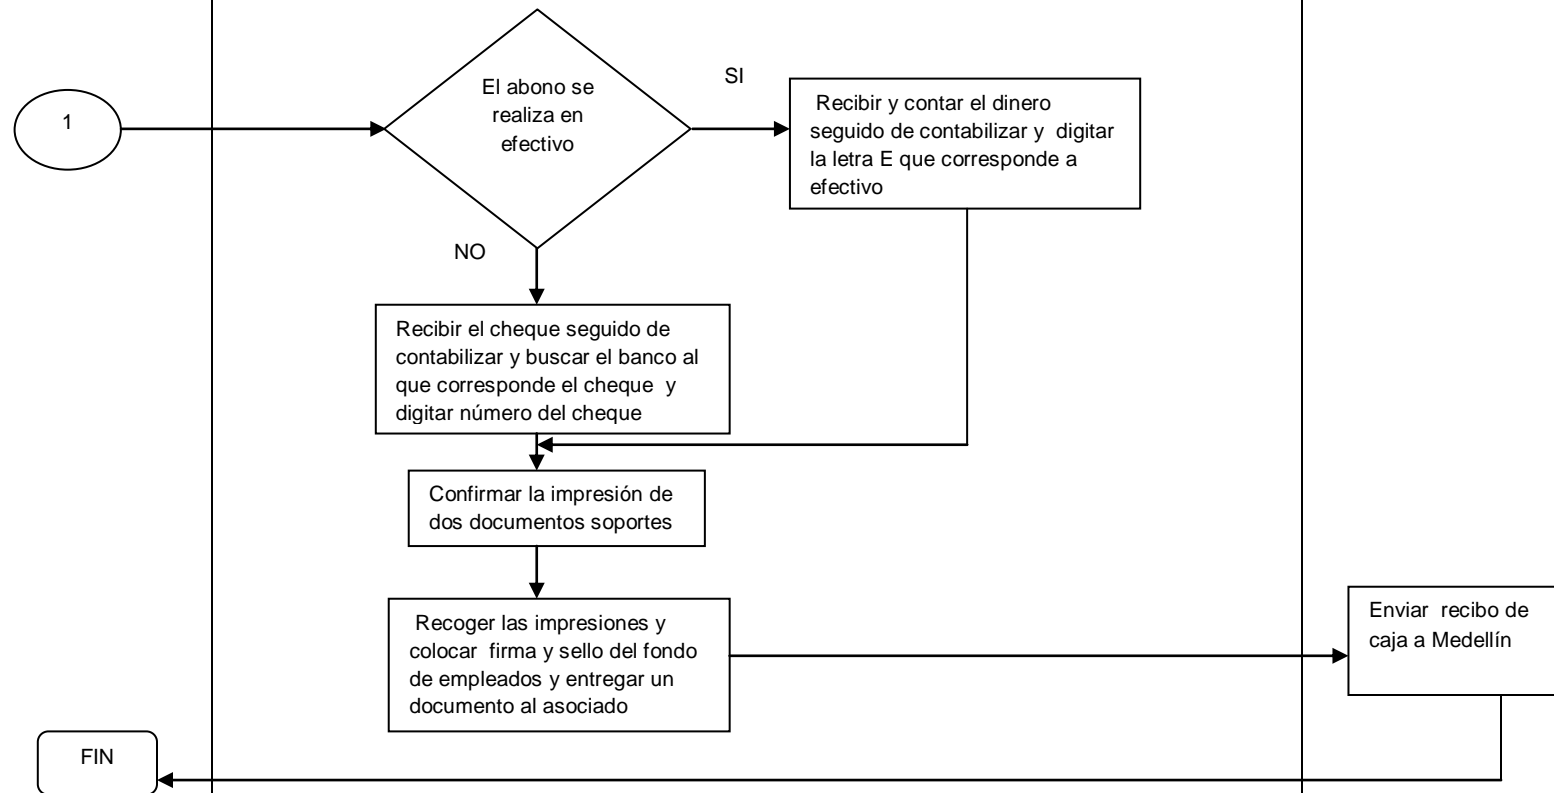 1
El abono se
realiza en
efectivo
SI
Recibir y contar el dinero
seguido de contabilizar y digitar
la letra E que corresponde a
efectivo
NO
Recibir el cheque seguido de
contabilizar y buscar el banco al
que corresponde el cheque y
digitar número del cheque
Confirmar la impresión de
dos documentos soportes
Recoger las impresiones y
colocar firma y sello del fondo
de empleados y entregar un
documento al asociado
Enviar recibo de
caja a Medellín
FIN